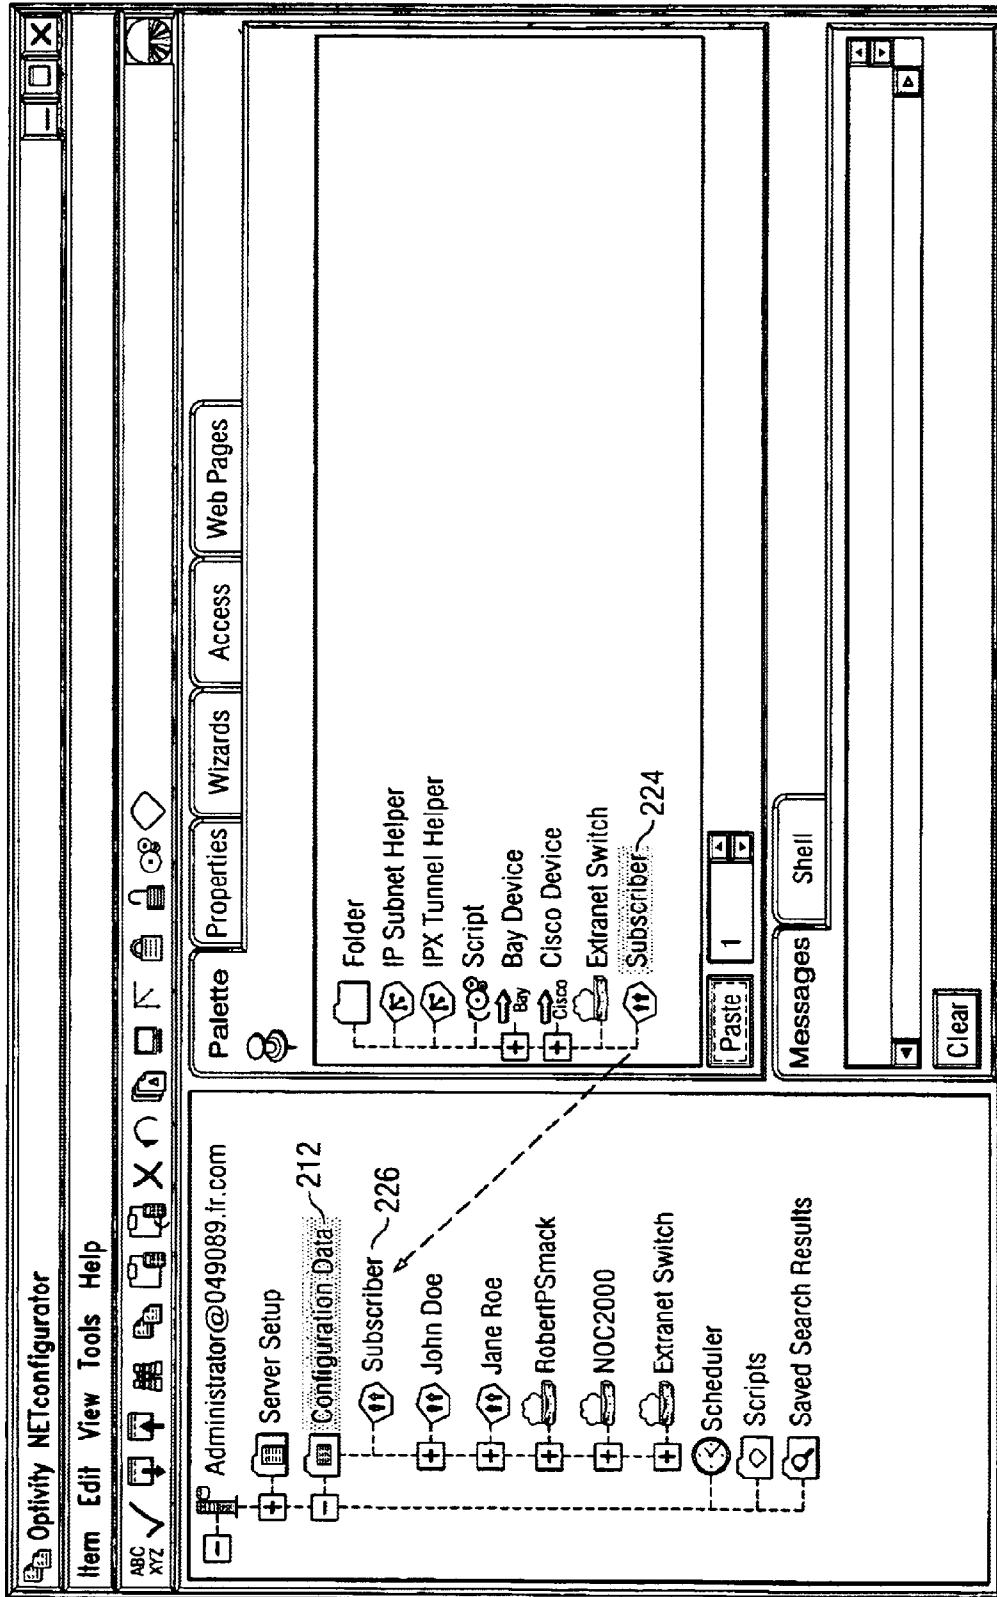 Optivity NETconfigurator
Item Edit View Tools Help
ABC
XYZ
Administrator@049089.fr.com
Server Setup
Configuration Data 212
Subscriber 226
John Doe
Jane Roe
RobertPSmack
NOC2000
Extranet Switch
Scheduler
Scripts
Saved Search Results
Palette Properties Wizards Access Web Pages
Folder
IP Subnet Helper
IPX Tunnel Helper
Script
Bay Bay Device
Cisco Cisco Device
Extranet Switch
Subscriber 224
Paste 1
Messages Shell
Clear